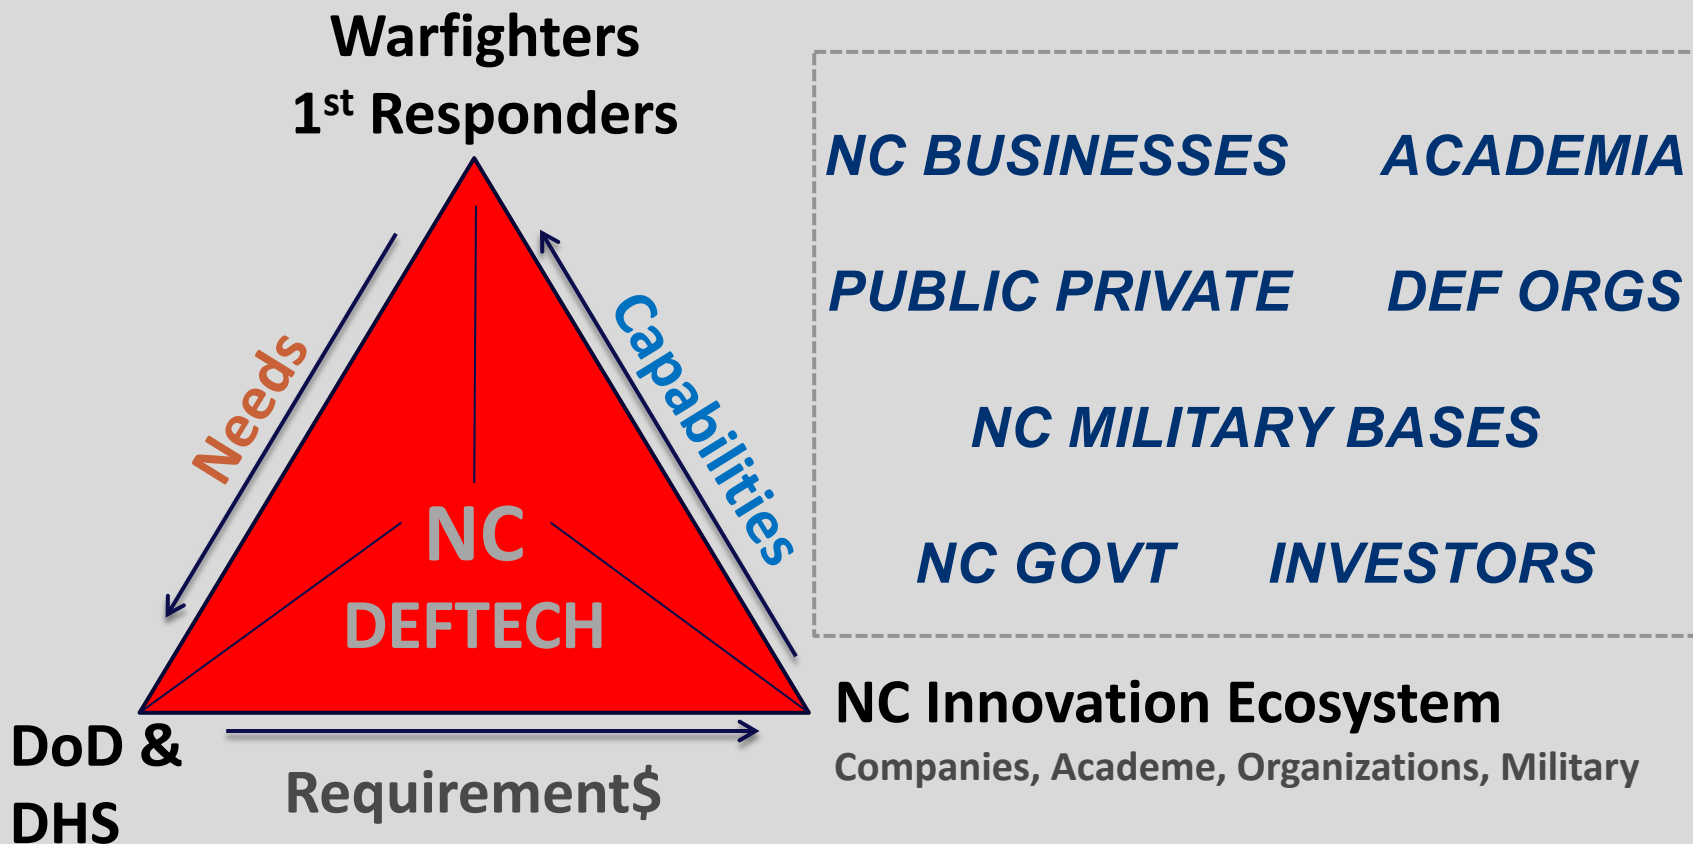 Warfighters
1st Responders
NC BUSINESSES ACADEMIA
PUBLIC PRIVATE DEF ORGS
NC MILITARY BASES
NC GOVT INVESTORS
Needs
Capabilities
NC
DEFTECH
DoD &
DHS
Requirement$
NC Innovation Ecosystem
Companies, Academe, Organizations, Military